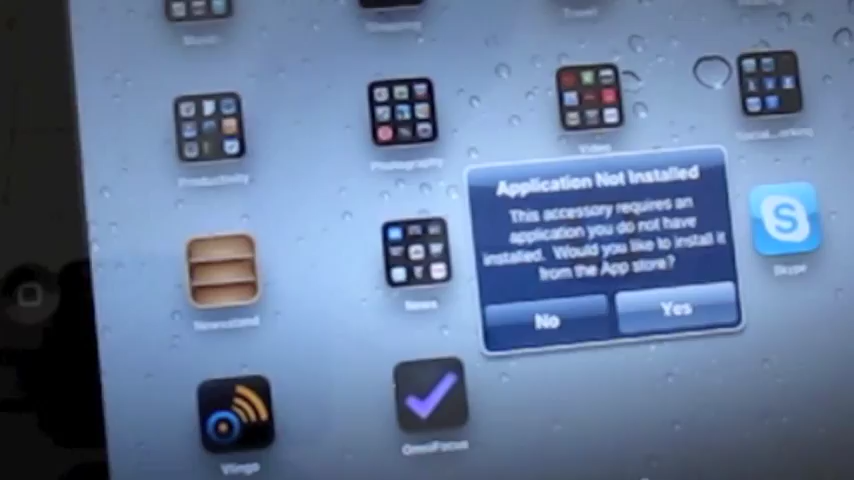 Productivity
Photography
Video
Application Not Installed
This accessory requires an
application you do not have
installed. Would you like to install it
from the App store?
No
Yes
Newsstand
News
Skype
Vlingo
OmniFocus